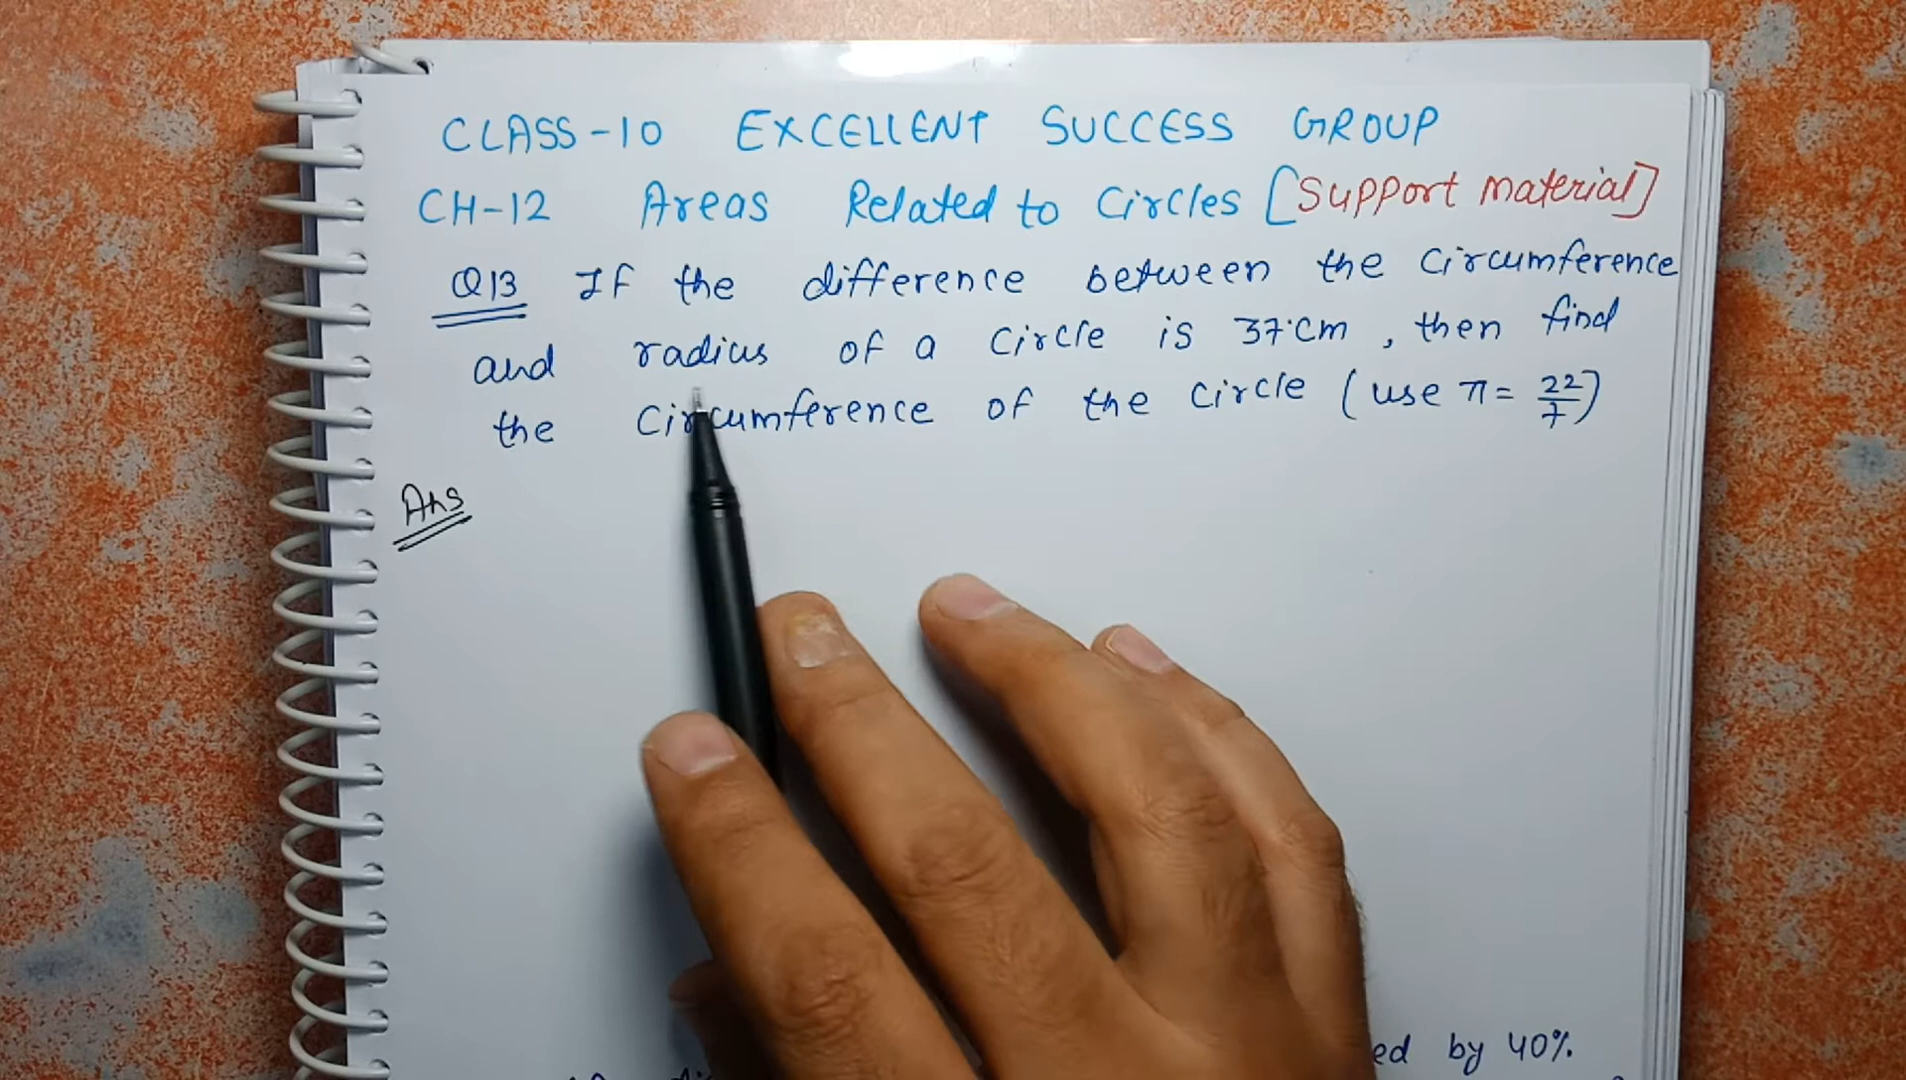 CLASS-10 EXCELLENT SUCCESS GROUP
CH-12 Areas Related to Circles [Support Material]
Q13 If the difference between the Circumference
and radius of a Circle is 37cm, then find
the Circumference of the Circle (use π = 22/7)
Ans
ed by 40%.